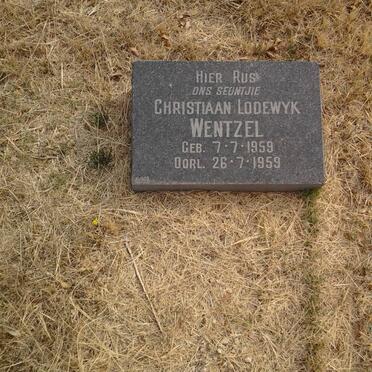 Hier Rus
ons seuntjie
Christiaan Lodewyk
Wentzel
Geb. 7·7·1959
Oorl. 26·7·1959